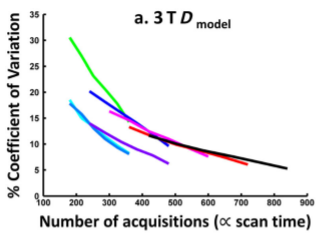 a. 3 T D model
% Coefficient of Variation
35
30
25
20
15
10
5
0
100 200 300 400 500 600 700 800 900
Number of acquisitions (∝ scan time)